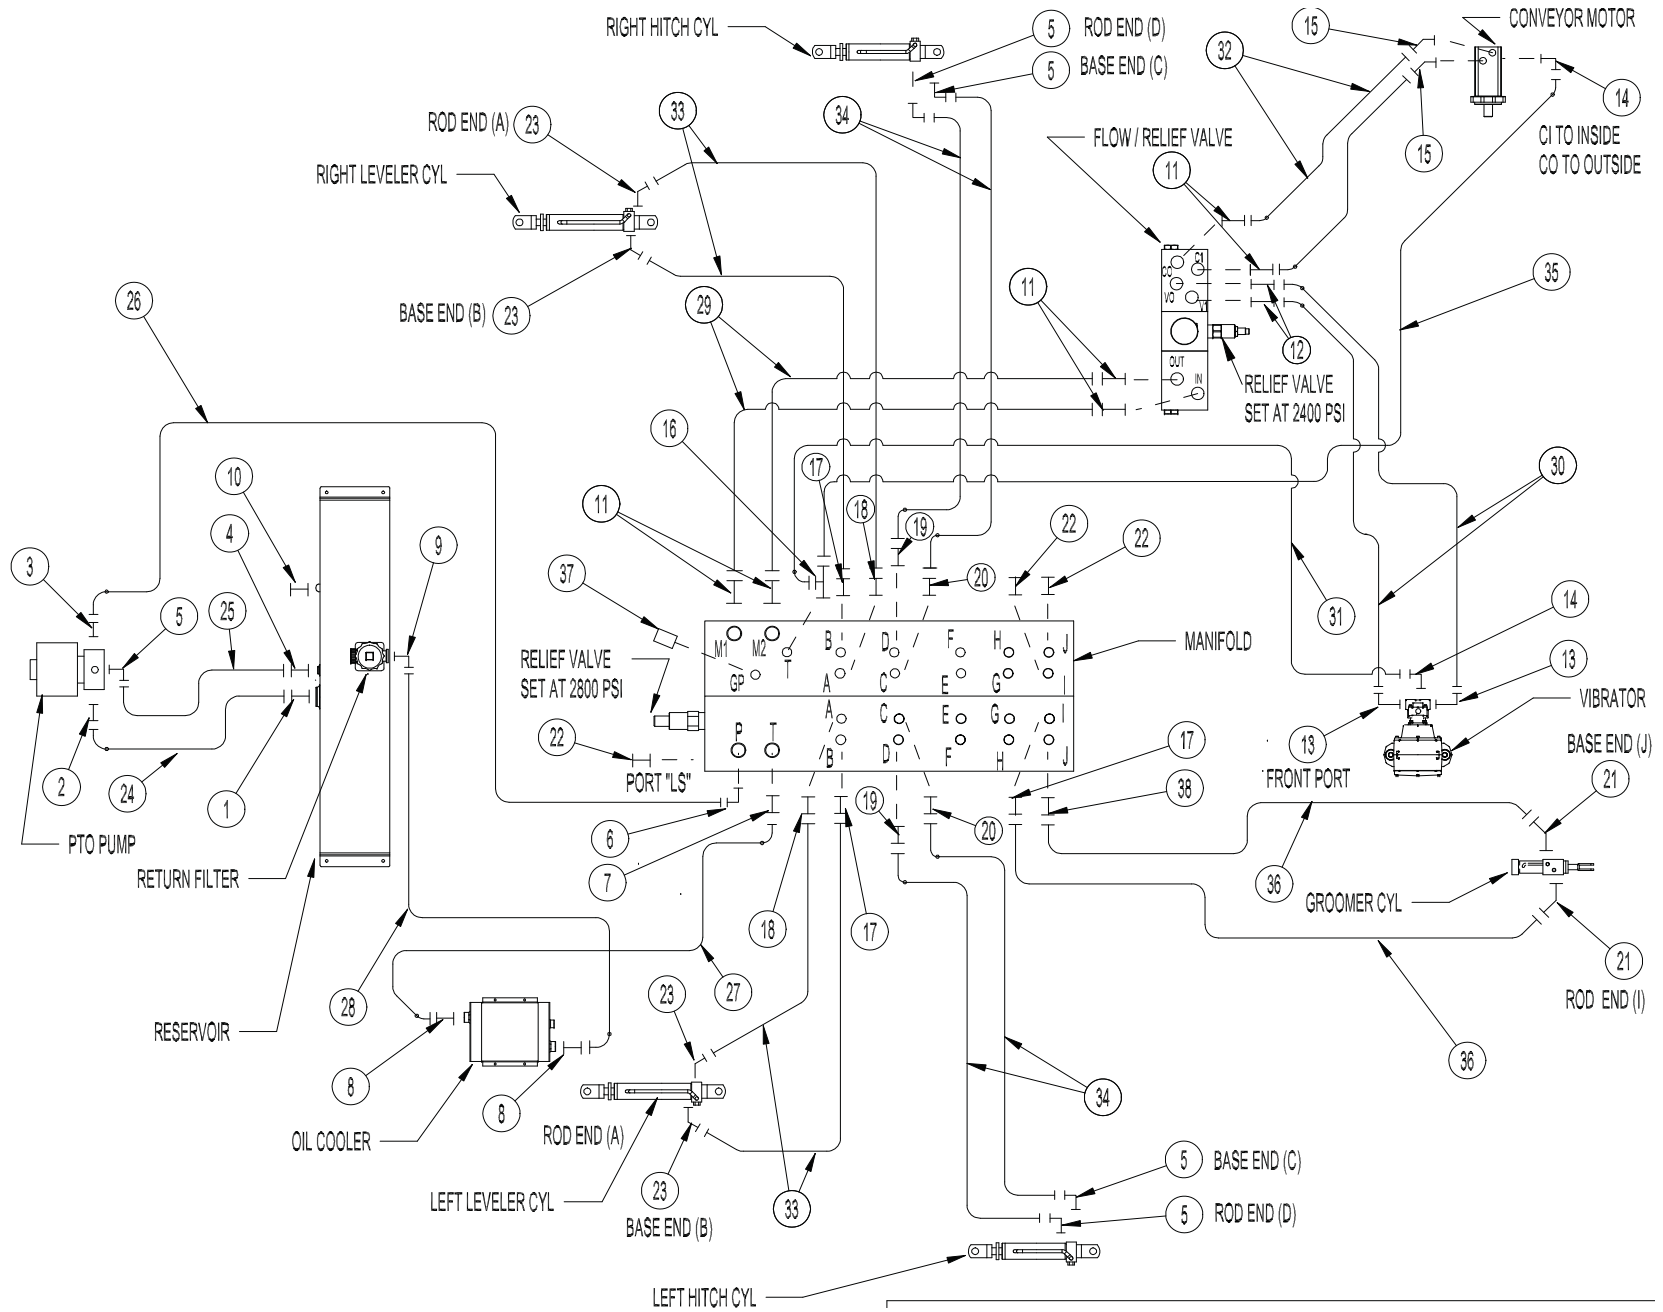 RIGHT HITCH CYL
5 ROD END (D)
5 BASE END (C)
15
CONVEYOR MOTOR
32
14
CI TO INSIDE
CO TO OUTSIDE
15
ROD END (A) 23
33
34
FLOW / RELIEF VALVE
11
RIGHT LEVELER CYL
26
BASE END (B) 23
29
11
CO
C1
VO
V1
12
35
OUT
IN
RELIEF VALVE
SET AT 2400 PSI
16
17
18
19
20
22
22
30
10
4
9
11
3
5
25
37
31
14
RELIEF VALVE
SET AT 2800 PSI
M1
M2
T
GP
B
A
D
C
F
E
H
G
J
I
MANIFOLD
13
VIBRATOR
2
24
1
22
PORT "LS"
P
T
A
B
C
D
E
F
G
H
I
J
17
38
13
FRONT PORT
BASE END (J)
21
PTO PUMP
RETURN FILTER
6
7
18
17
19
20
36
GROOMER CYL
21
ROD END (I)
RESERVOIR
28
27
36
8
8
23
33
34
OIL COOLER
ROD END (A)
LEFT LEVELER CYL
23
BASE END (B)
5 BASE END (C)
5 ROD END (D)
LEFT HITCH CYL